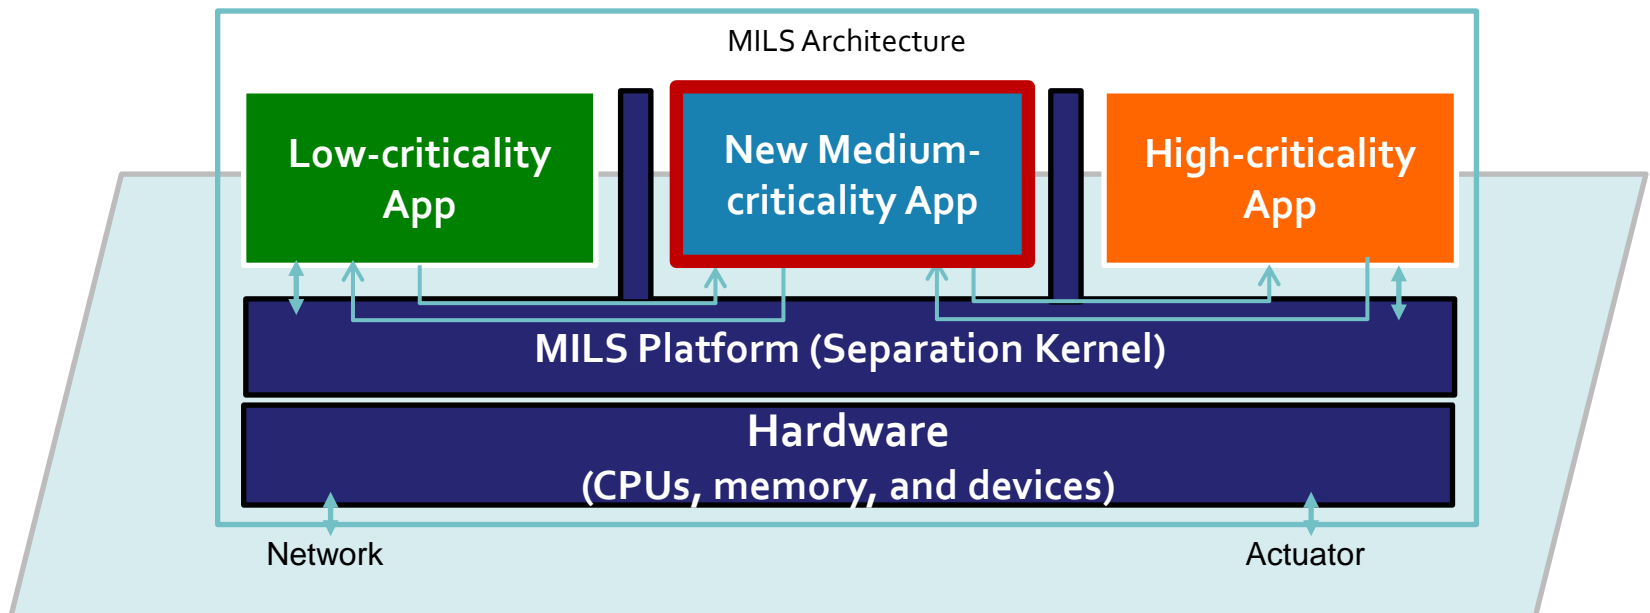 MILS Architecture
Low-criticality
App
New Medium-
criticality App
High-criticality
App
MILS Platform (Separation Kernel)
Hardware
(CPUs, memory, and devices)
Network
Actuator